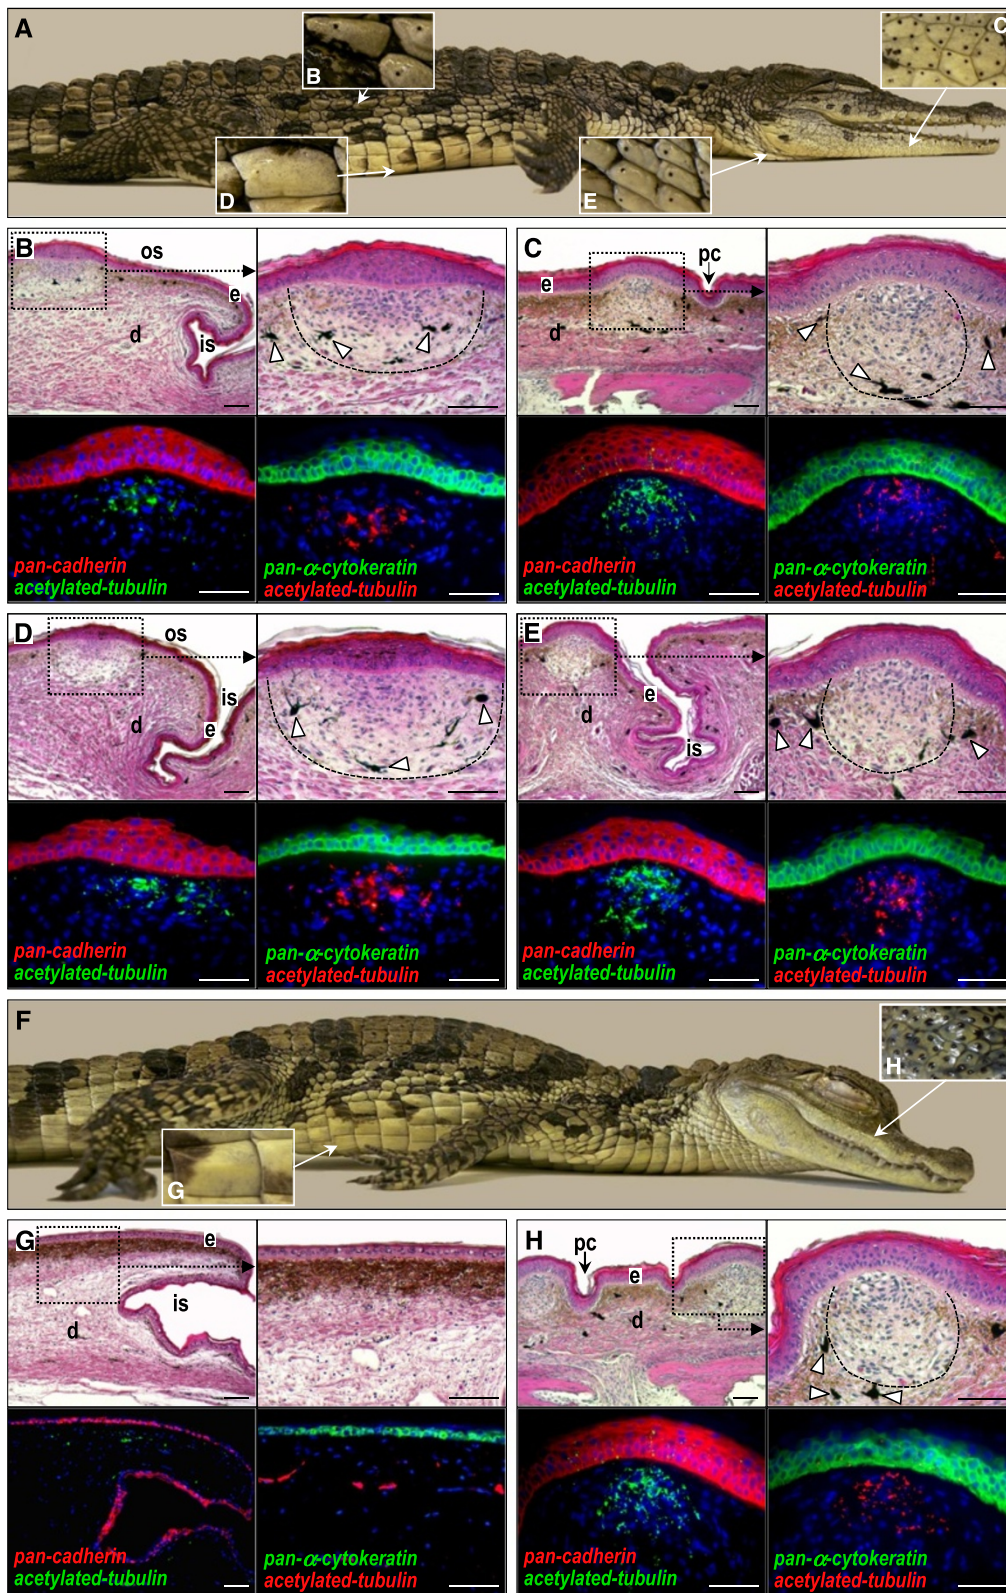 A
B
C
D
E
B
os
e
d
is
C
pc
e
d
pan-cadherin
acetylated-tubulin
pan-α-cytokeratin
acetylated-tubulin
pan-cadherin
acetylated-tubulin
pan-α-cytokeratin
acetylated-tubulin
D
os
is
d
e
E
e
d
is
pan-cadherin
acetylated-tubulin
pan-α-cytokeratin
acetylated-tubulin
pan-cadherin
acetylated-tubulin
pan-α-cytokeratin
acetylated-tubulin
F
H
G
G
e
is
d
H
pc
e
d
pan-cadherin
acetylated-tubulin
pan-α-cytokeratin
acetylated-tubulin
pan-cadherin
acetylated-tubulin
pan-α-cytokeratin
acetylated-tubulin